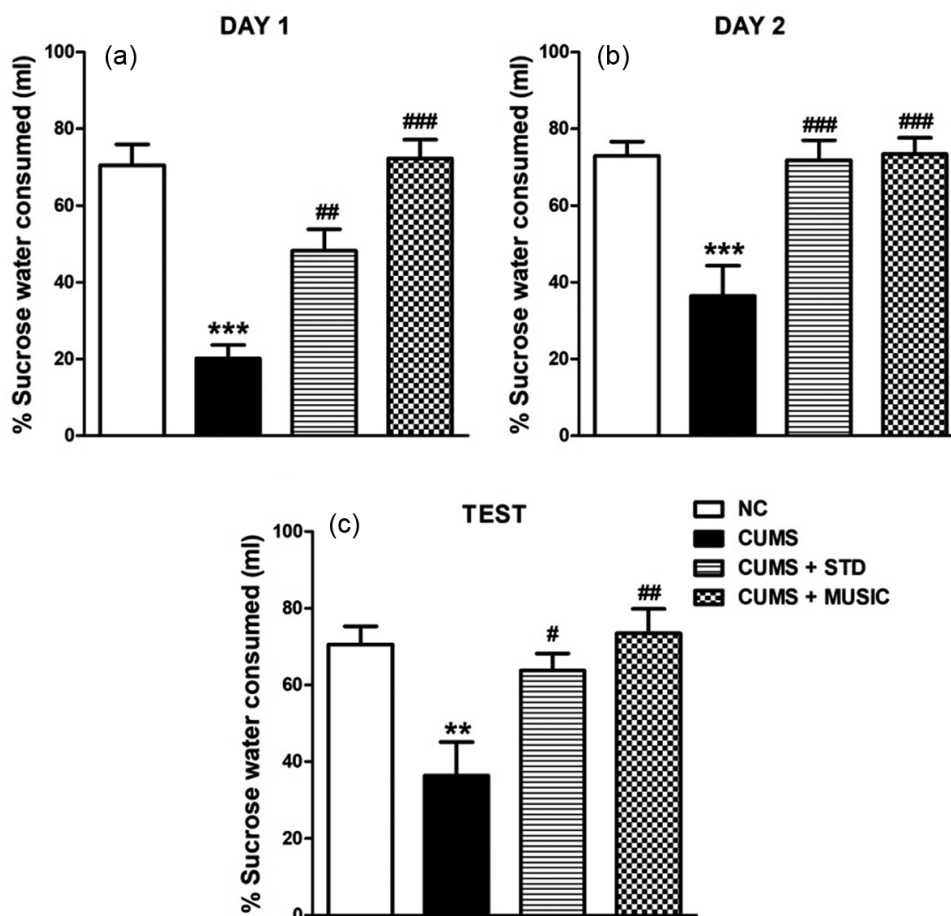 DAY 1
(a)
% Sucrose water consumed (ml)
100
80
60
40
20
0
***
##
###
DAY 2
(b)
% Sucrose water consumed (ml)
100
80
60
40
20
0
***
###
###
TEST
(c)
% Sucrose water consumed (ml)
100
80
60
40
20
0
**
#
##
NC
CUMS
CUMS + STD
CUMS + MUSIC